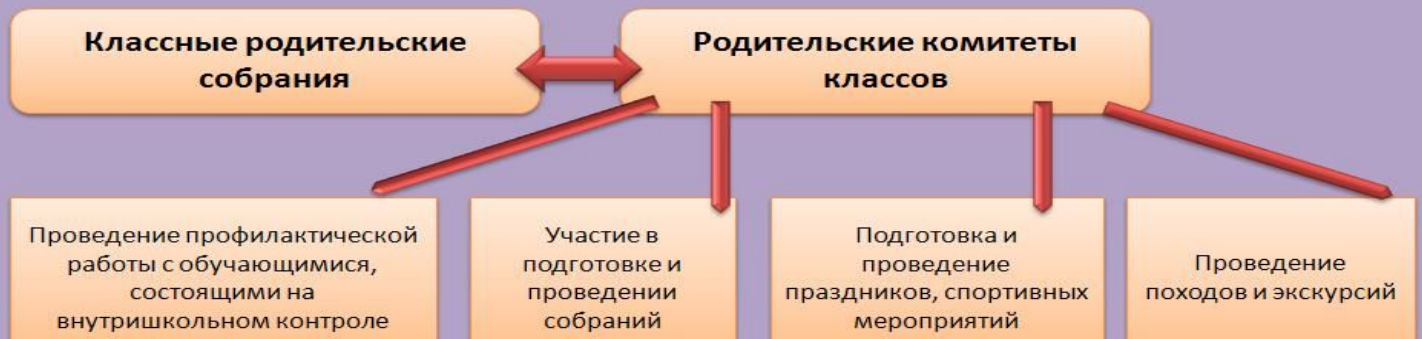 Классные родительские
собрания
Родительские комитеты
классов
Проведение профилактической
работы с обучающимися,
состоящими на
внутришкольном контроле
Участие в
подготовке и
проведении
собраний
Подготовка и
проведение
праздников, спортивных
мероприятий
Проведение
походов и экскурсий